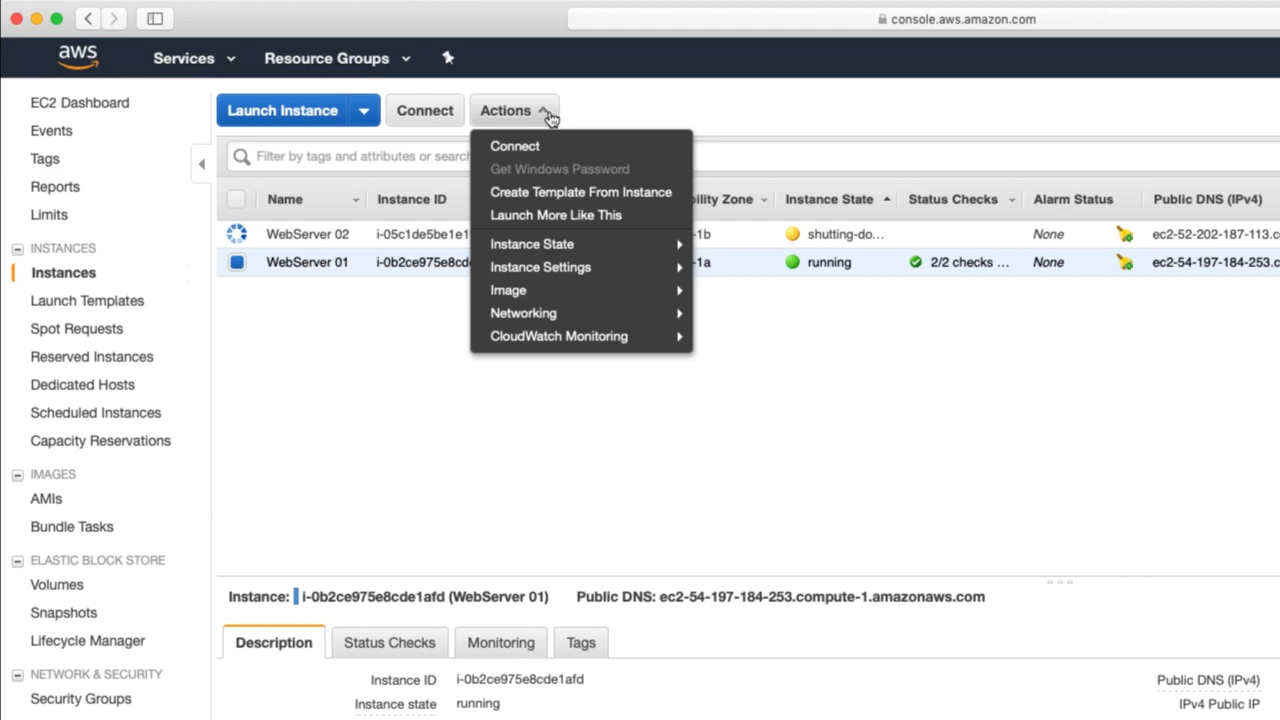 console.aws.amazon.com
aws Services Resource Groups
EC2 Dashboard
Events
Tags
Reports
Limits
INSTANCES
Instances
Launch Templates
Spot Requests
Reserved Instances
Dedicated Hosts
Scheduled Instances
Capacity Reservations
IMAGES
AMIs
Bundle Tasks
ELASTIC BLOCK STORE
Volumes
Snapshots
Lifecycle Manager
NETWORK & SECURITY
Security Groups
Launch Instance Connect Actions
Filter by tags and attributes or search
Connect
Get Windows Password
Create Template From Instance
Launch More Like This
Instance State
Instance Settings
Image
Networking
CloudWatch Monitoring
Name Instance ID ility Zone Instance State Status Checks Alarm Status Public DNS (IPv4)
WebServer 02 i-05c1de5be1e1 -1b shutting-do... None ec2-52-202-187-113.c
WebServer 01 i-0b2ce975e8cde -1a running 2/2 checks ... None ec2-54-197-184-253.c
Instance: i-0b2ce975e8cde1afd (WebServer 01) Public DNS: ec2-54-197-184-253.compute-1.amazonaws.com
Description Status Checks Monitoring Tags
Instance ID i-0b2ce975e8cde1afd Public DNS (IPv4)
Instance state running IPv4 Public IP